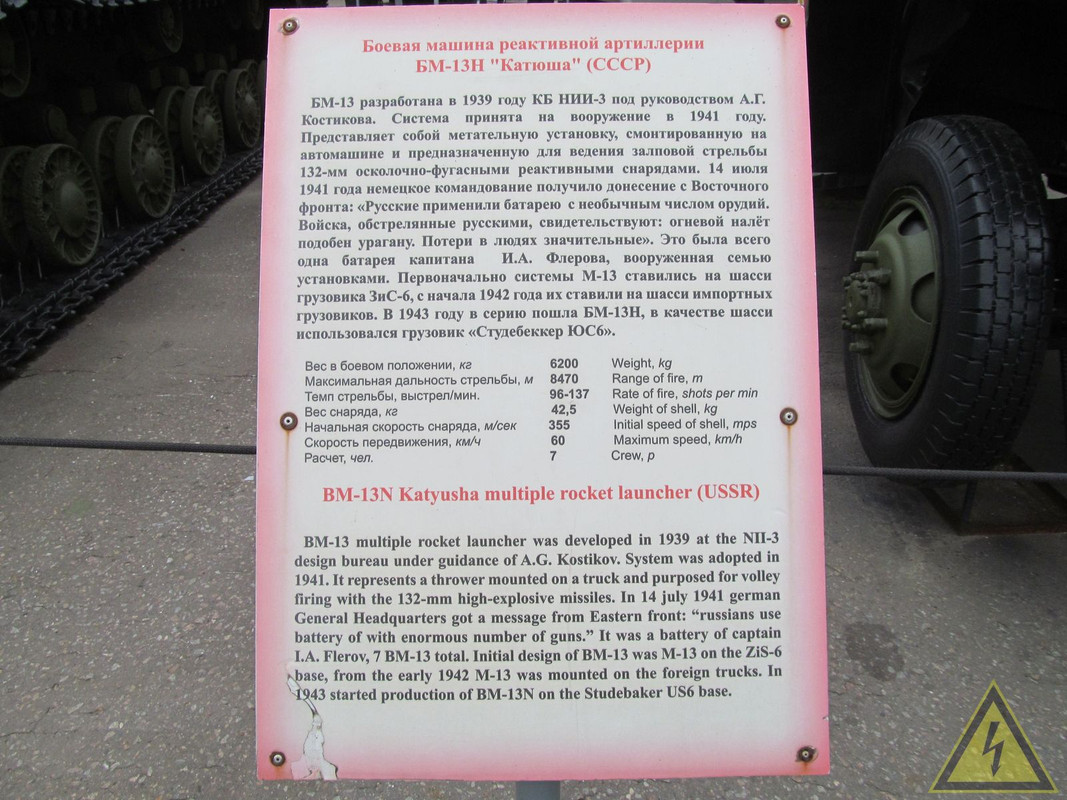 Боевая машина реактивной артиллерии
БМ-13Н "Катюша" (СССР)
БМ-13 разработана в 1939 году КБ НИИ-3 под руководством А.Г.
Костикова. Система принята на вооружение в 1941 году.
Представляет собой метательную установку, смонтированную на
автомашине и предназначенную для ведения залповой стрельбы
132-мм осколочно-фугасными реактивными снарядами. 14 июля
1941 года немецкое командование получило донесение с Восточного
фронта: «Русские применили батарею с необычным числом орудий.
Войска, обстрелянные русскими, свидетельствуют: огневой налёт
подобен урагану. Потери в людях значительные». Это была всего
одна батарея капитана И.А. Флерова, вооруженная семью
установками. Первоначально системы М-13 ставились на шасси
грузовика ЗиС-6, с начала 1942 года их ставили на шасси импортных
грузовиков. В 1943 году в серию пошла БМ-13Н, в качестве шасси
использовался грузовик «Студебеккер ЮС6».
Вес в боевом положении, кг 6200 Weight, kg
Максимальная дальность стрельбы, м 8470 Range of fire, m
Темп стрельбы, выстрел/мин. 96-137 Rate of fire, shots per min
Вес снаряда, кг 42,5 Weight of shell, kg
Начальная скорость снаряда, м/сек 355 Initial speed of shell, mps
Скорость передвижения, км/ч 60 Maximum speed, km/h
Расчет, чел. 7 Crew, p
BM-13N Katyusha multiple rocket launcher (USSR)
BM-13 multiple rocket launcher was developed in 1939 at the NП-3
design bureau under guidance of A.G. Kostikov. System was adopted in
1941. It represents a thrower mounted on a truck and purposed for volley
firing with the 132-mm high-explosive missiles. In 14 july 1941 german
General Headquarters got a message from Eastern front: “russians use
battery of with enormous number of guns.” It was a battery of captain
I.A. Flerov, 7 BM-13 total. Initial design of BM-13 was M-13 on the ZiS-6
base, from the early 1942 M-13 was mounted on the foreign trucks. In
1943 started production of BM-13N on the Studebaker US6 base.